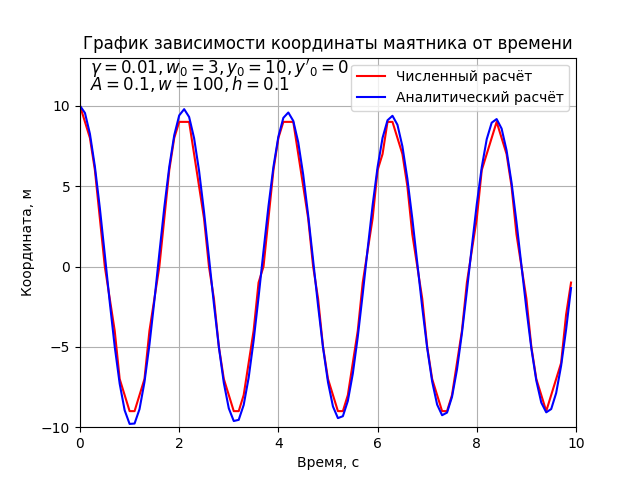 График зависимости координаты маятника от времени
γ = 0.01, w₀ = 3, y₀ = 10, y'₀ = 0
A = 0.1, w = 100, h = 0.1
Численный расчёт
Аналитический расчёт
10
5
0
−5
−10
Координата, м
0 2 4 6 8 10
Время, с